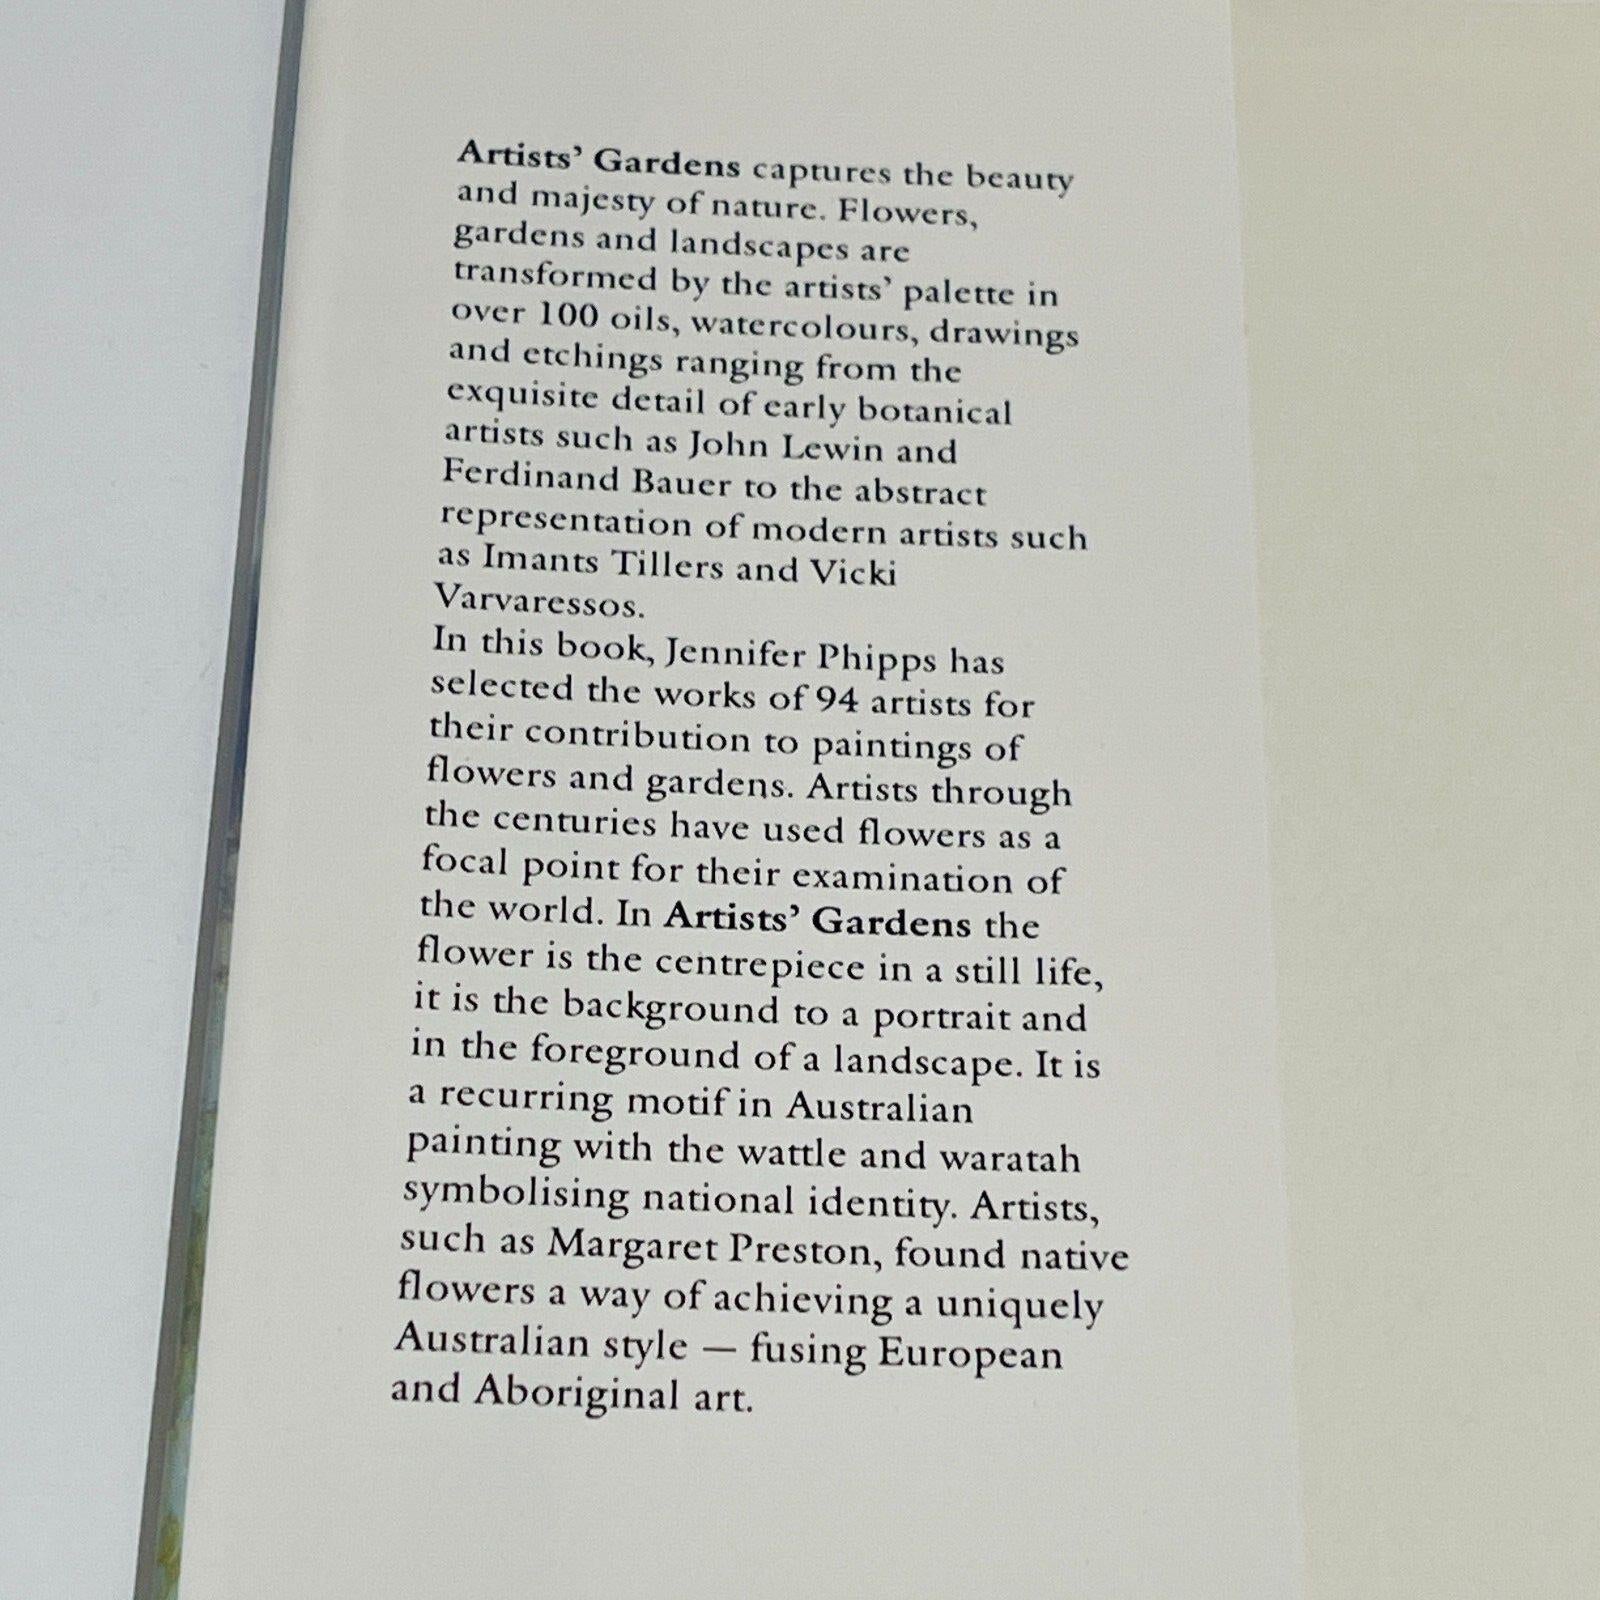 Artists’ Gardens captures the beauty
and majesty of nature. Flowers,
gardens and landscapes are
transformed by the artists’ palette in
over 100 oils, watercolours, drawings
and etchings ranging from the
exquisite detail of early botanical
artists such as John Lewin and
Ferdinand Bauer to the abstract
representation of modern artists such
as Imants Tillers and Vicki
Varvaressos.
In this book, Jennifer Phipps has
selected the works of 94 artists for
their contribution to paintings of
flowers and gardens. Artists through
the centuries have used flowers as a
focal point for their examination of
the world. In Artists’ Gardens the
flower is the centrepiece in a still life,
it is the background to a portrait and
in the foreground of a landscape. It is
a recurring motif in Australian
painting with the wattle and waratah
symbolising national identity. Artists,
such as Margaret Preston, found native
flowers a way of achieving a uniquely
Australian style — fusing European
and Aboriginal art.